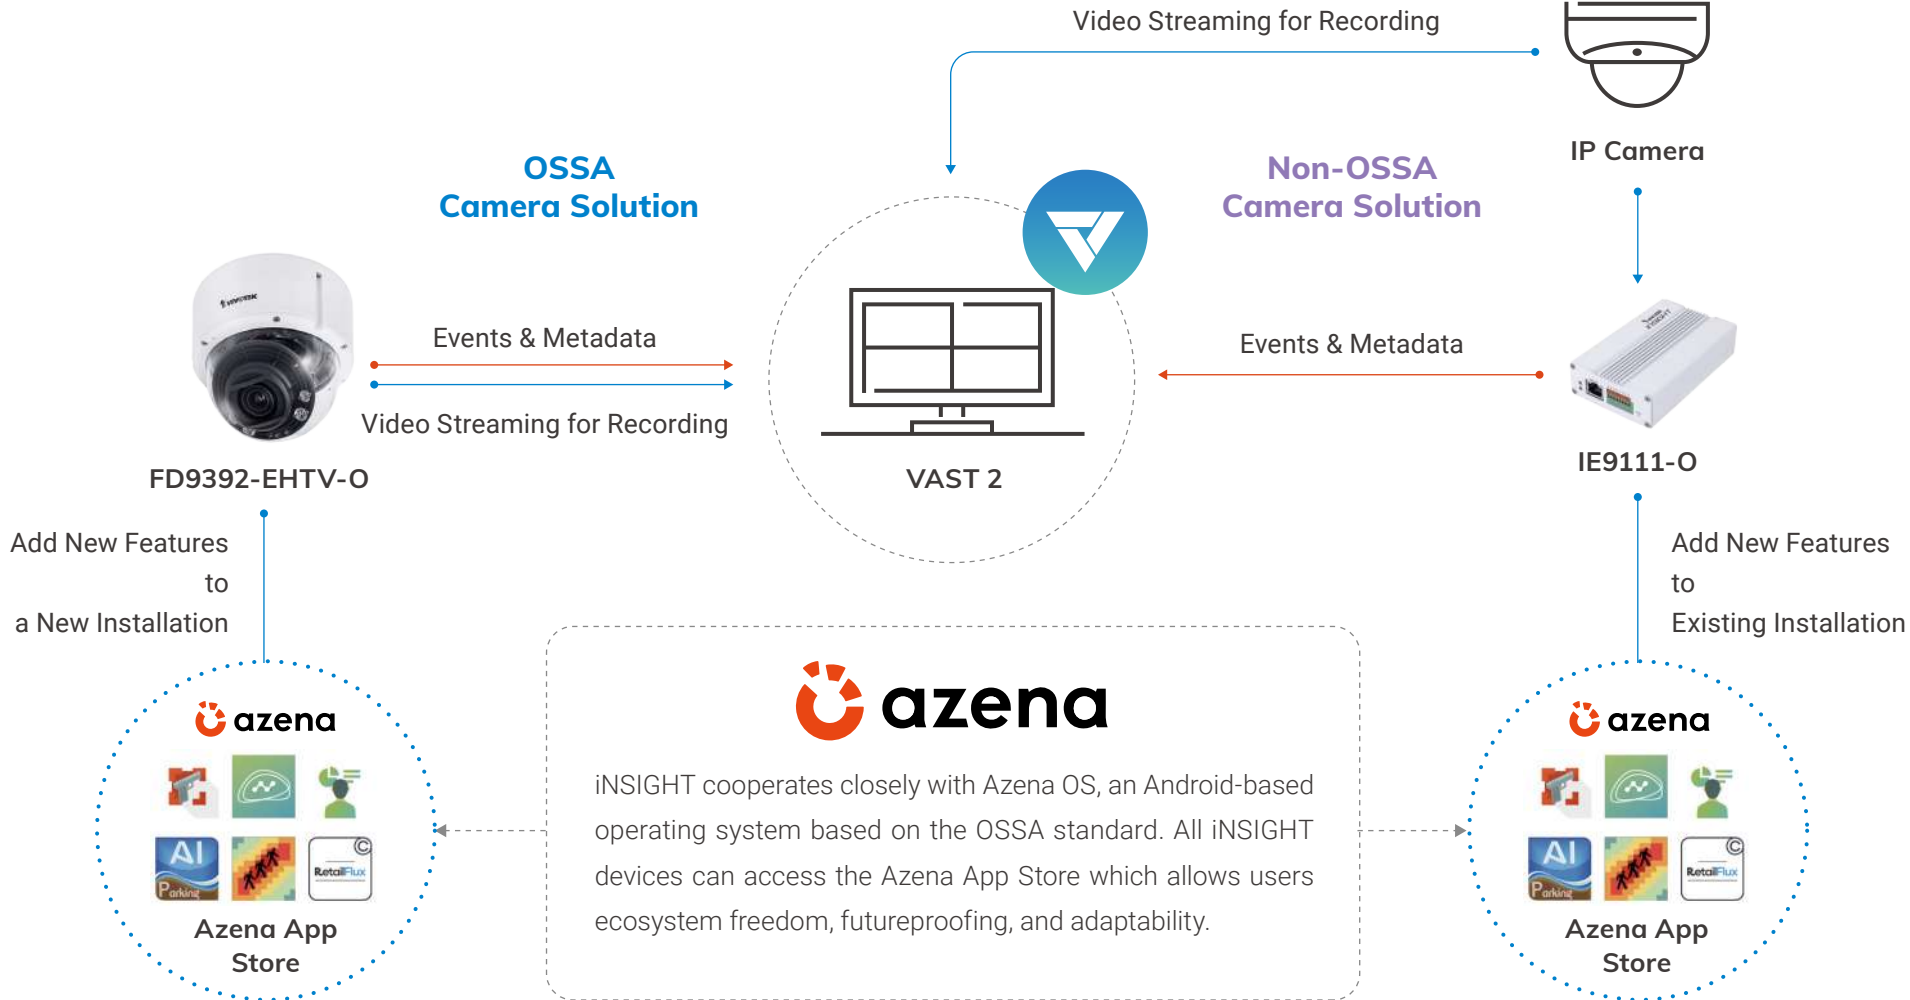 Video Streaming for Recording
IP Camera
OSSA
Camera Solution
Non-OSSA
Camera Solution
VIVOTEK
Events & Metadata
Video Streaming for Recording
FD9392-EHTV-O
VAST 2
Events & Metadata
iNSIGHT
IE9111-O
Add New Features
to
a New Installation
Add New Features
to
Existing Installation
azena
AI
Parking
RetailFlux
©
Azena App
Store
azena
iNSIGHT cooperates closely with Azena OS, an Android-based
operating system based on the OSSA standard. All iNSIGHT
devices can access the Azena App Store which allows users
ecosystem freedom, futureproofing, and adaptability.
azena
AI
Parking
RetailFlux
©
Azena App
Store